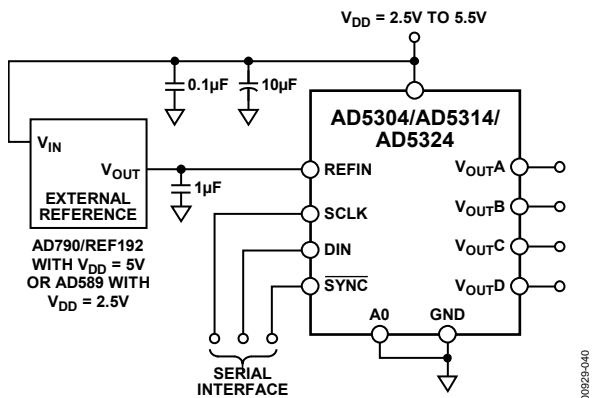 V_DD = 2.5V TO 5.5V
0.1µF
10µF
AD5304/AD5314/
AD5324
V_IN
V_OUT
1µF
EXTERNAL
REFERENCE
AD790/REF192
WITH V_DD = 5V
OR AD589 WITH
V_DD = 2.5V
REFIN
SCLK
DIN
SYNC
V_OUTA
V_OUTB
V_OUTC
V_OUTD
A0
GND
SERIAL
INTERFACE
00929-040